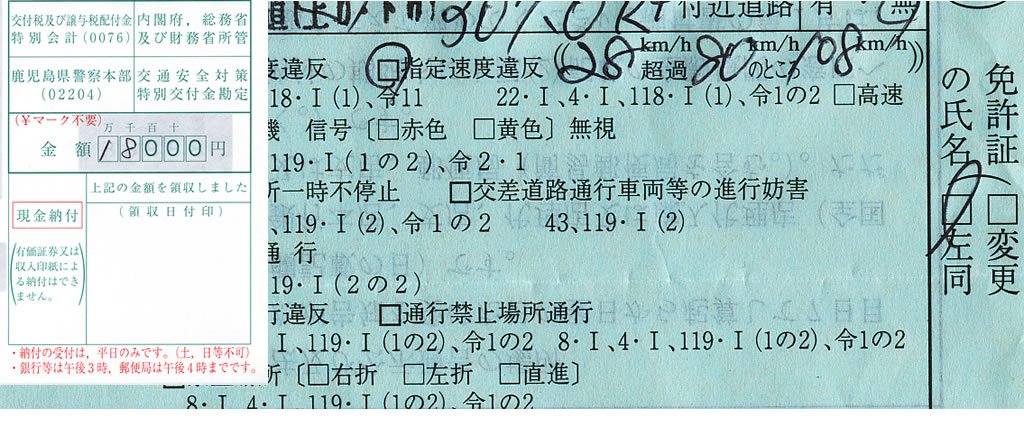 交付税及び譲与税配付金
特別会計(0076)
内閣府，総務省
及び財務省所管
鹿児島県警察本部
(02204)
交通安全対策
特別交付金勘定
(￥マーク不要)
万千百十
金 額 18000円
上記の金額を領収しました
(領収日付印)
現金納付
(有価証券又は
収入印紙によ
る納付はでき
ません。)
・納付の受付は，平日のみです。(土，日等不可)
・銀行等は午後3時，郵便局は午後4時までです。
付近道路 有・無
度違反 □指定速度違反 (28km/h超過 80km/hのところ 108km/h)
118・Ⅰ(1)、令11 22・Ⅰ、4・Ⅰ、118・Ⅰ(1)、令1の2 □高速
機 信号〔□赤色 □黄色〕無視
119・Ⅰ(1の2)、令2・1
所一時不停止 □交差道路通行車両等の進行妨害
、119・Ⅰ(2)、令1の2 43、119・Ⅰ(2)
通 行
19・Ⅰ(2の2)
行違反 □通行禁止場所通行
Ⅰ、119・Ⅰ(1の2)、令1の2 8・Ⅰ、4・Ⅰ、119・Ⅰ(1の2)、令1の2
所〔□右折 □左折 □直進〕
8・Ⅰ、4・Ⅰ、119・Ⅰ(1の2)、令1の2
免許証 □変更
の氏名 □左同